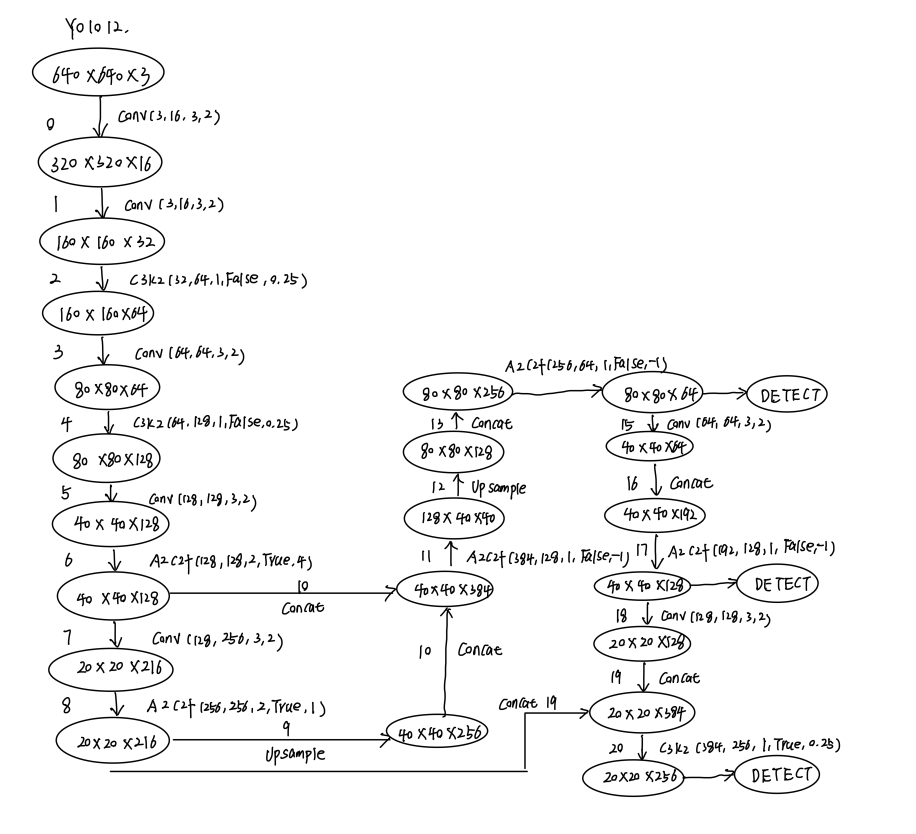 Yolo12.
640×640×3
0
Conv(3,16,3,2)
320×320×16
1
Conv(3,16,3,2)
160×160×32
2
C3k2(32,64,1,False,0.25)
160×160×64
3
Conv(64,64,3,2)
80×80×64
4
C3k2(64,128,1,False,0.25)
80×80×128
5
Conv(128,128,3,2)
40×40×128
6
A2C2f(128,128,2,True,4)
40×40×128
10
Concat
7
Conv(128,256,3,2)
20×20×216
8
A2C2f(256,256,2,True,1)
20×20×216
9
Upsample
40×40×256
10
Concat
40×40×384
11
A2C2f(384,128,1,False,-1)
128×40×40
12
Upsample
80×80×128
13
Concat
80×80×256
A2C2f(256,64,1,False,-1)
80×80×64
DETECT
15
Conv(64,64,3,2)
40×40×64
16
Concat
40×40×192
17
A2C2f(192,128,1,False,-1)
40×40×128
DETECT
18
Conv(128,128,3,2)
20×20×128
19
Concat
Concat 19
20×20×384
20
C3k2(384,256,1,True,0.25)
20×20×256
DETECT